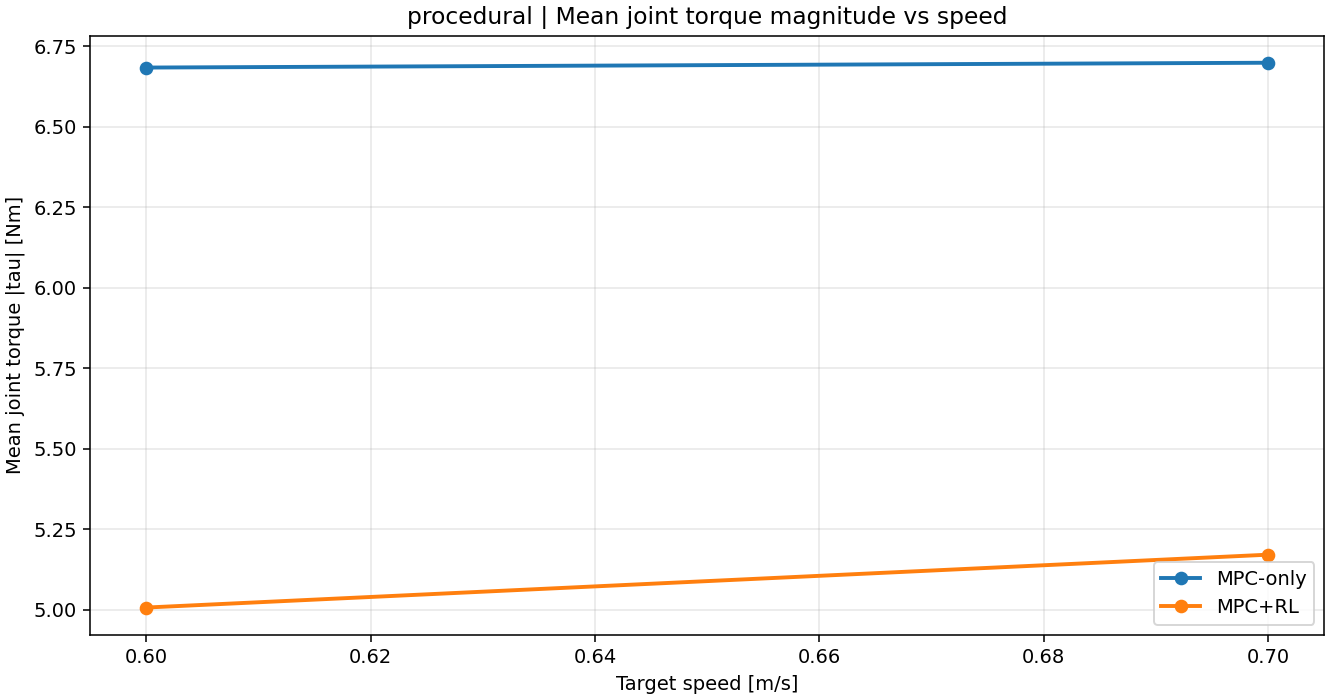 procedural | Mean joint torque magnitude vs speed
Mean joint torque |tau| [Nm]
6.75
6.50
6.25
6.00
5.75
5.50
5.25
5.00
MPC-only
MPC+RL
0.60 0.62 0.64 0.66 0.68 0.70
Target speed [m/s]